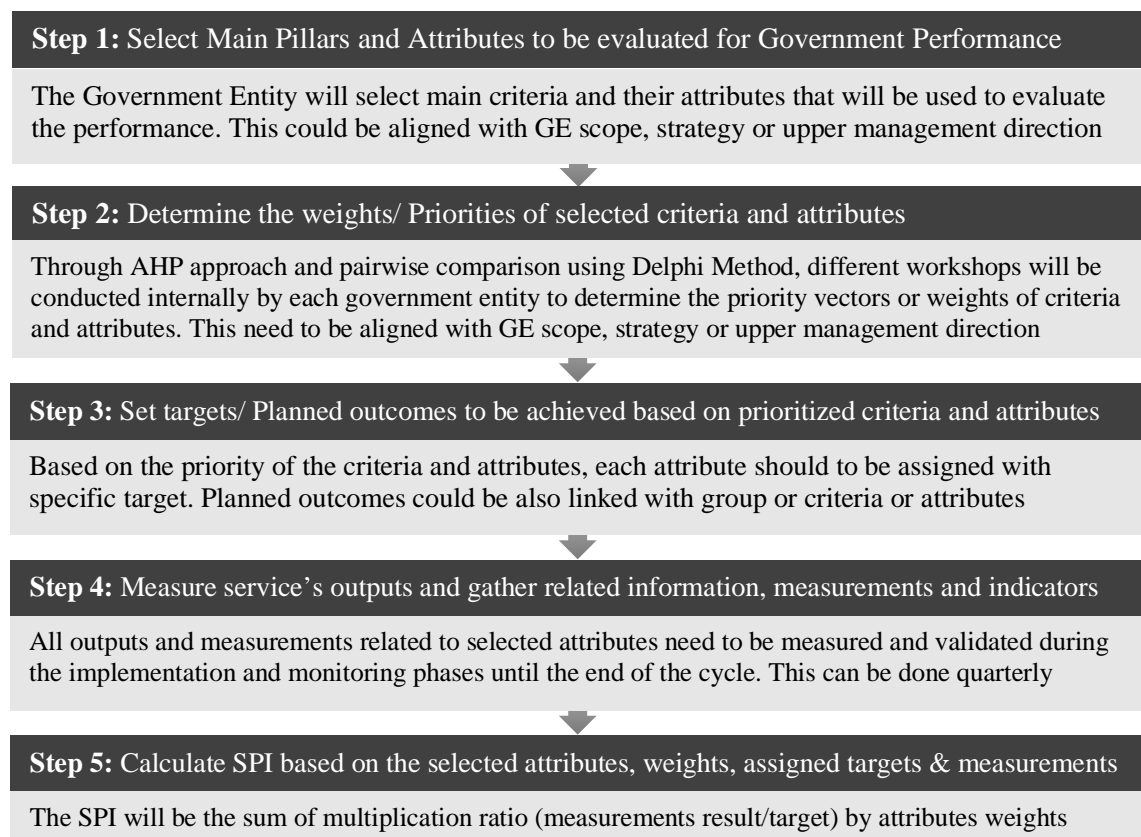 Step 1: Select Main Pillars and Attributes to be evaluated for Government Performance
The Government Entity will select main criteria and their attributes that will be used to evaluate
the performance. This could be aligned with GE scope, strategy or upper management direction
Step 2: Determine the weights/ Priorities of selected criteria and attributes
Through AHP approach and pairwise comparison using Delphi Method, different workshops will be
conducted internally by each government entity to determine the priority vectors or weights of criteria
and attributes. This need to be aligned with GE scope, strategy or upper management direction
Step 3: Set targets/ Planned outcomes to be achieved based on prioritized criteria and attributes
Based on the priority of the criteria and attributes, each attribute should to be assigned with
specific target. Planned outcomes could be also linked with group or criteria or attributes
Step 4: Measure service’s outputs and gather related information, measurements and indicators
All outputs and measurements related to selected attributes need to be measured and validated during
the implementation and monitoring phases until the end of the cycle. This can be done quarterly
Step 5: Calculate SPI based on the selected attributes, weights, assigned targets & measurements
The SPI will be the sum of multiplication ratio (measurements result/target) by attributes weights